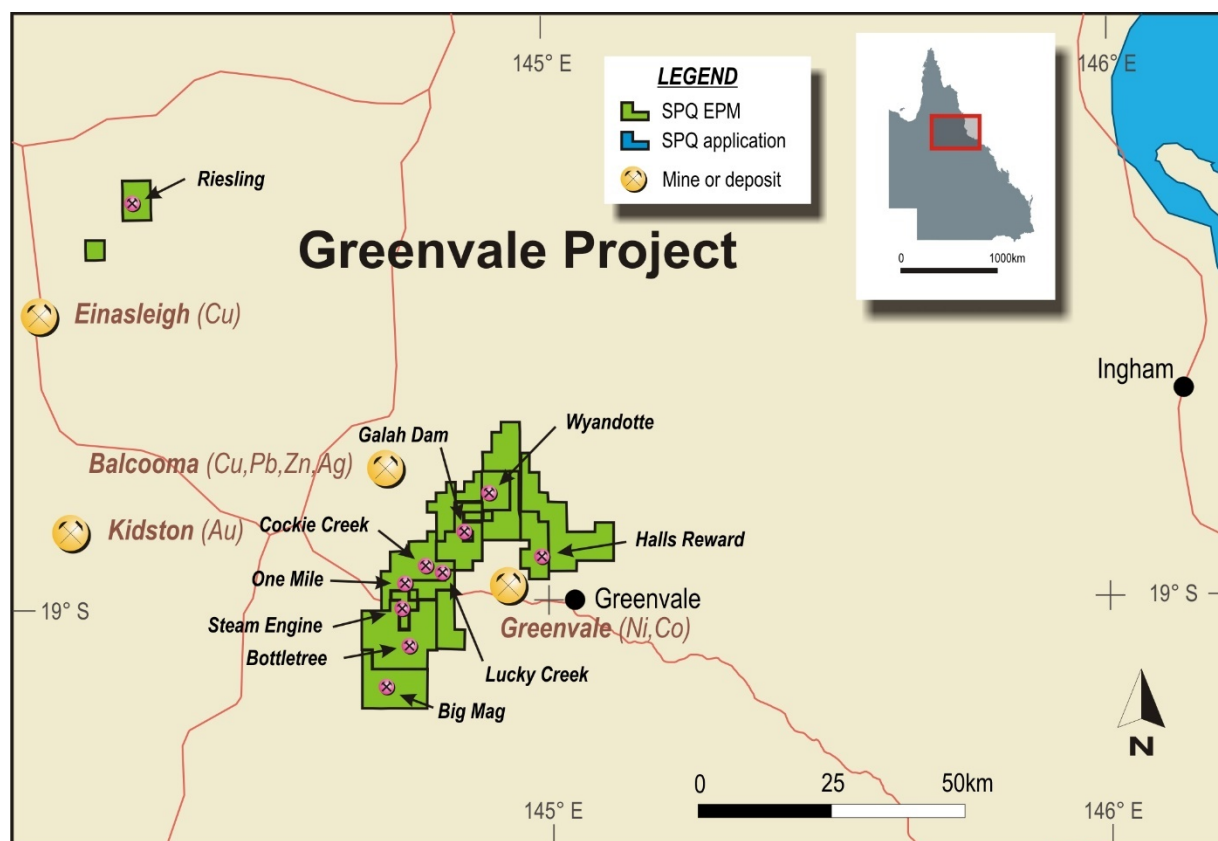 145° E
146° E
LEGEND
SPQ EPM
SPQ application
Mine or deposit
0 1000km
Riesling
Greenvale Project
Einasleigh (Cu)
Ingham
Wyandotte
Galah Dam
Balcooma (Cu,Pb,Zn,Ag)
Kidston (Au)
Cockie Creek
Halls Reward
One Mile
19° S
19° S
Greenvale
Steam Engine
Greenvale (Ni,Co)
Bottletree
Lucky Creek
Big Mag
N
0 25 50km
145° E
146° E